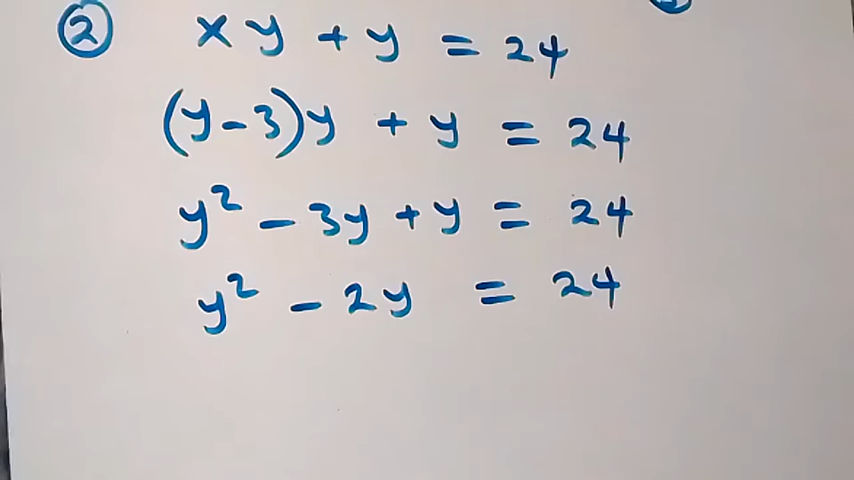 ② xy + y = 24
(y - 3)y + y = 24
y² - 3y + y = 24
y² - 2y = 24